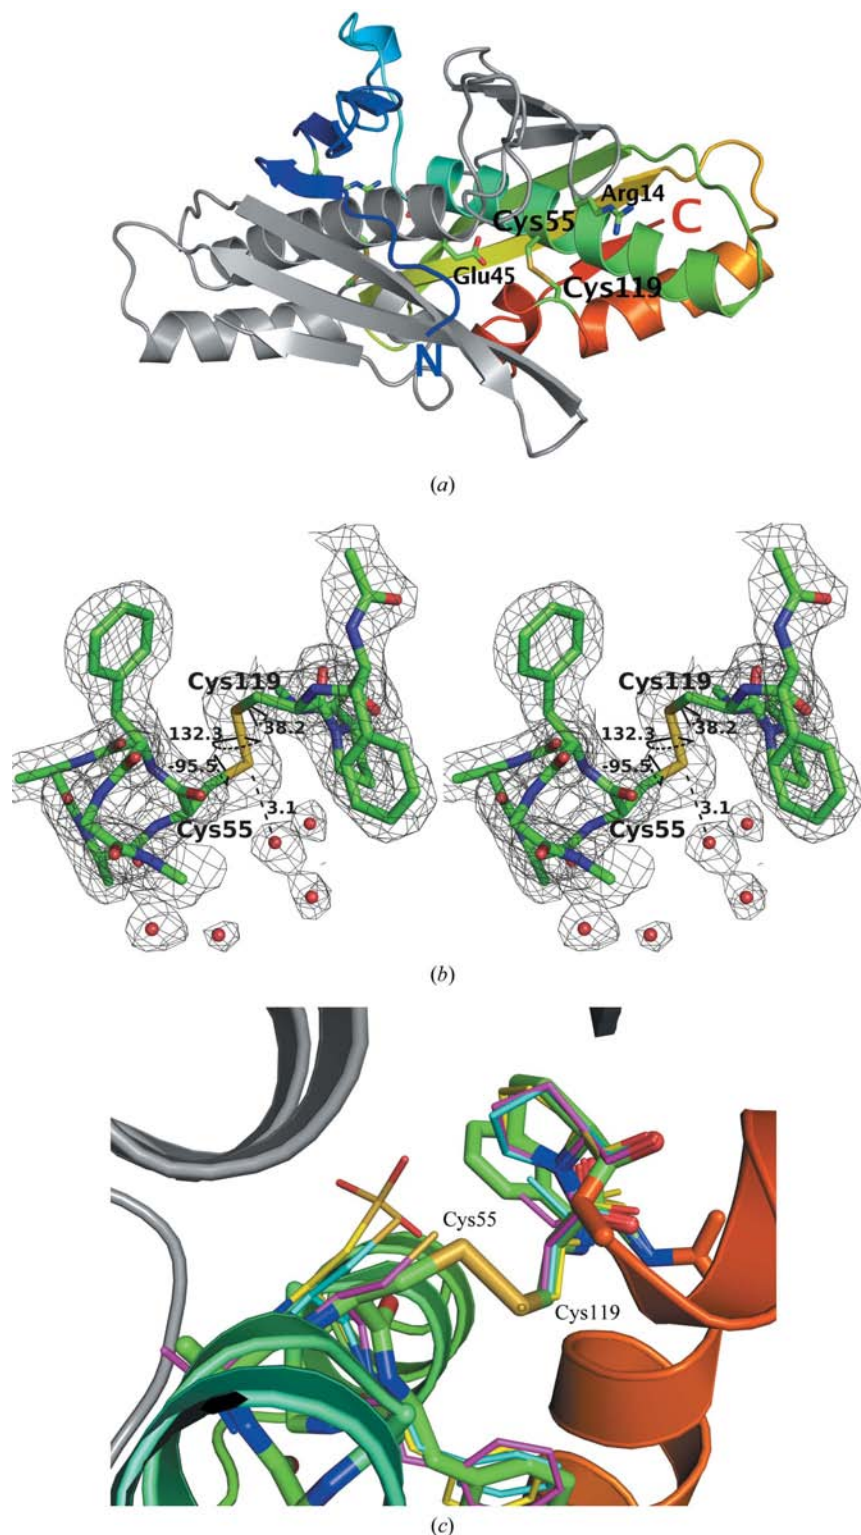 Arg14
Cys55
C
Glu45
Cys119
N
(a)
Cys119
132.3
38.2
-95.5
3.1
Cys55
Cys119
132.3
38.2
-95.5
3.1
Cys55
(b)
Cys55
Cys119
(c)